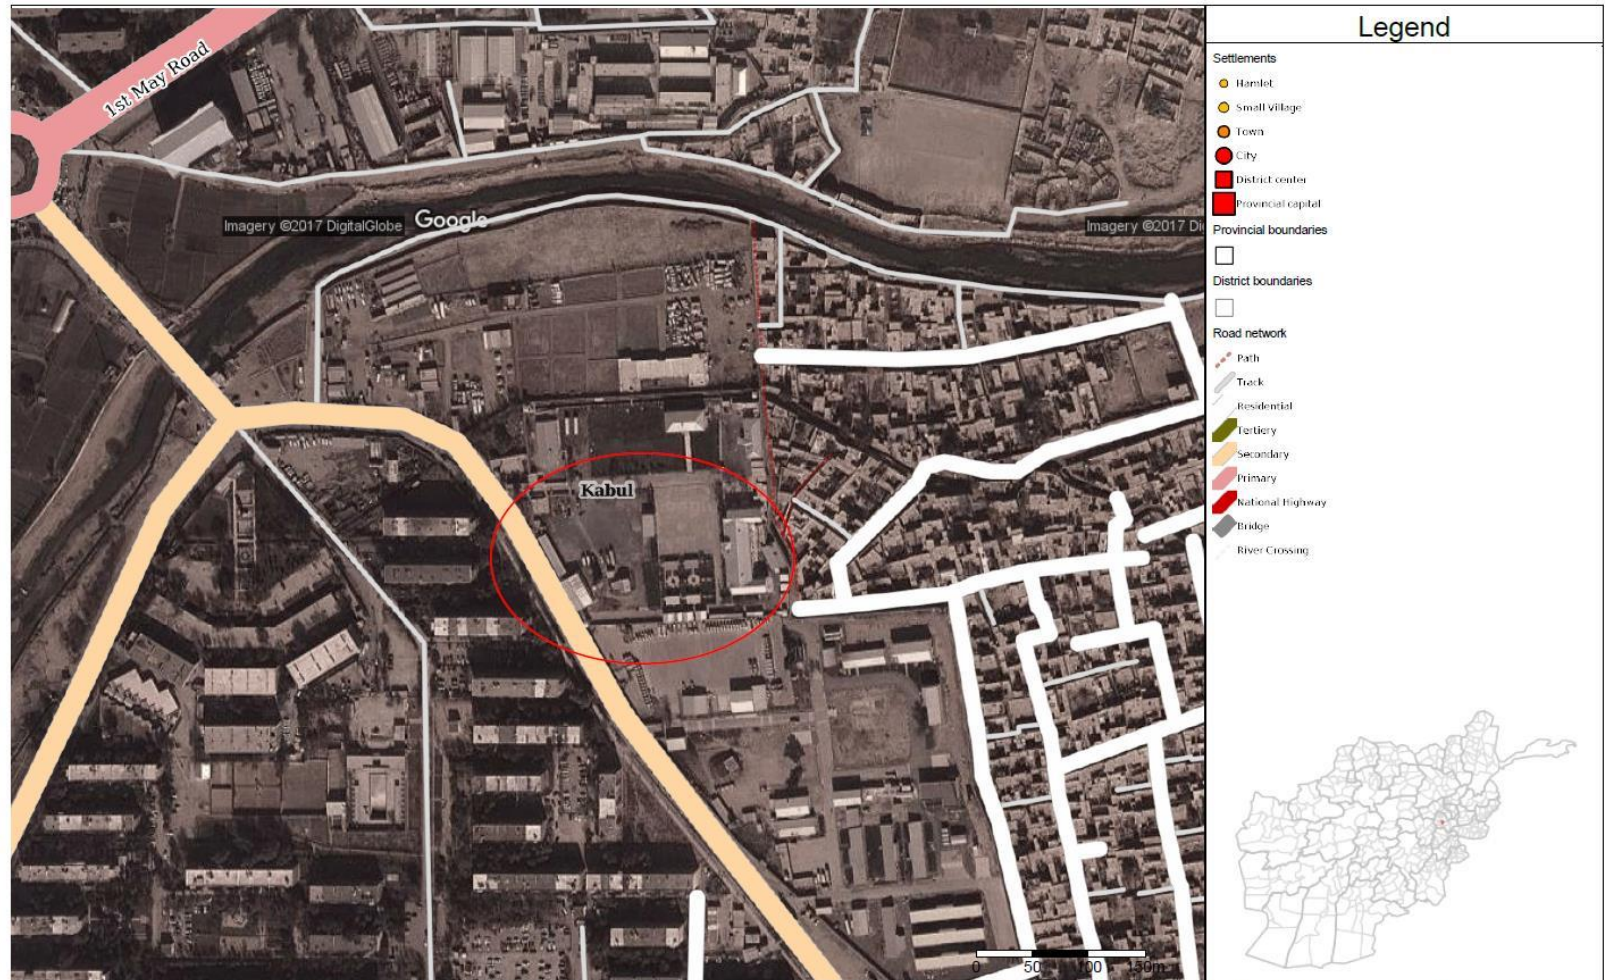 1st May Road
Imagery ©2017 DigitalGlobe
Google
Imagery ©2017 Di
Kabul
0 50 100 150m
Legend
Settlements
Hamlet
Small Village
Town
City
District center
Provincial capital
Provincial boundaries
District boundaries
Road network
Path
Track
Residential
Tertiery
Secondary
Primary
National Highway
Bridge
River Crossing